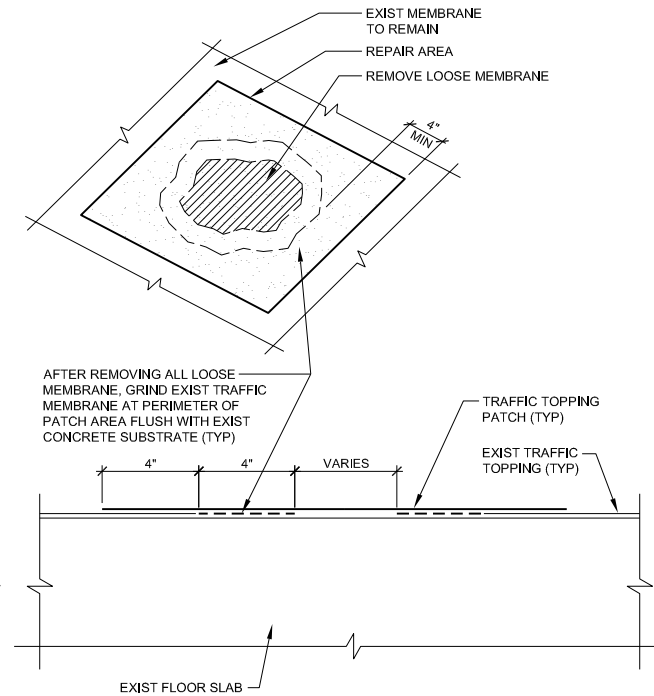 EXIST MEMBRANE
TO REMAIN
REPAIR AREA
REMOVE LOOSE MEMBRANE
4"
MIN
AFTER REMOVING ALL LOOSE
MEMBRANE, GRIND EXIST TRAFFIC
MEMBRANE AT PERIMETER OF
PATCH AREA FLUSH WITH EXIST
CONCRETE SUBSTRATE (TYP)
TRAFFIC TOPPING
PATCH (TYP)
EXIST TRAFFIC
TOPPING (TYP)
4"
4"
VARIES
EXIST FLOOR SLAB